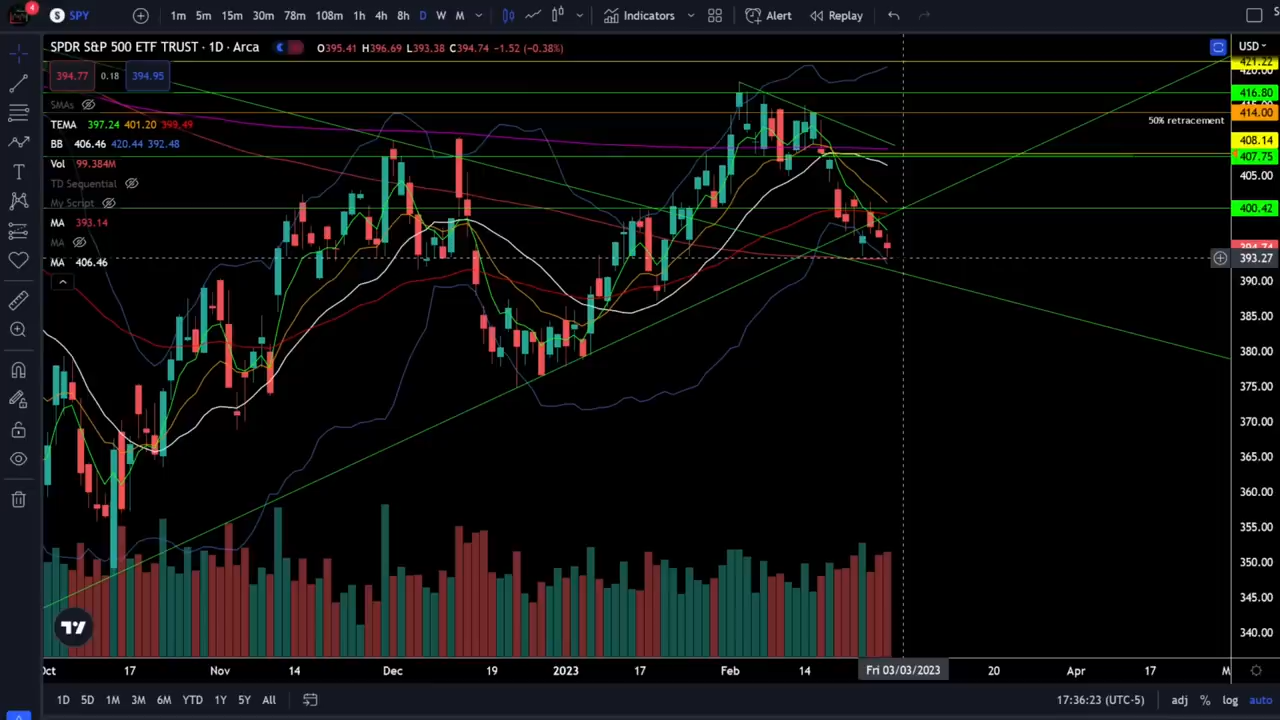 4
S SPY
1m 5m 15m 30m 78m 108m 1h 4h 8h D W M
Indicators
Alert
Replay
SPDR S&P 500 ETF TRUST · 1D · Arca
O395.41 H396.69 L393.38 C394.74 -1.52 (-0.38%)
USD
394.77 0.18 394.95
SMAs
TEMA 397.24 401.20 399.49
BB 406.46 420.44 392.48
Vol 99.384M
TD Sequential
My Script
MA 393.14
MA
MA 406.46
50% retracement
421.22
420.00
416.80
414.00
408.14
407.75
405.00
400.42
394.74
393.27
390.00
385.00
380.00
375.00
370.00
365.00
360.00
355.00
350.00
345.00
340.00
Oct 17 Nov 14 Dec 19 2023 17 Feb 14 Fri 03/03/2023 20 Apr 17 M
1D 5D 1M 3M 6M YTD 1Y 5Y All
17:36:23 (UTC-5) adj % log auto